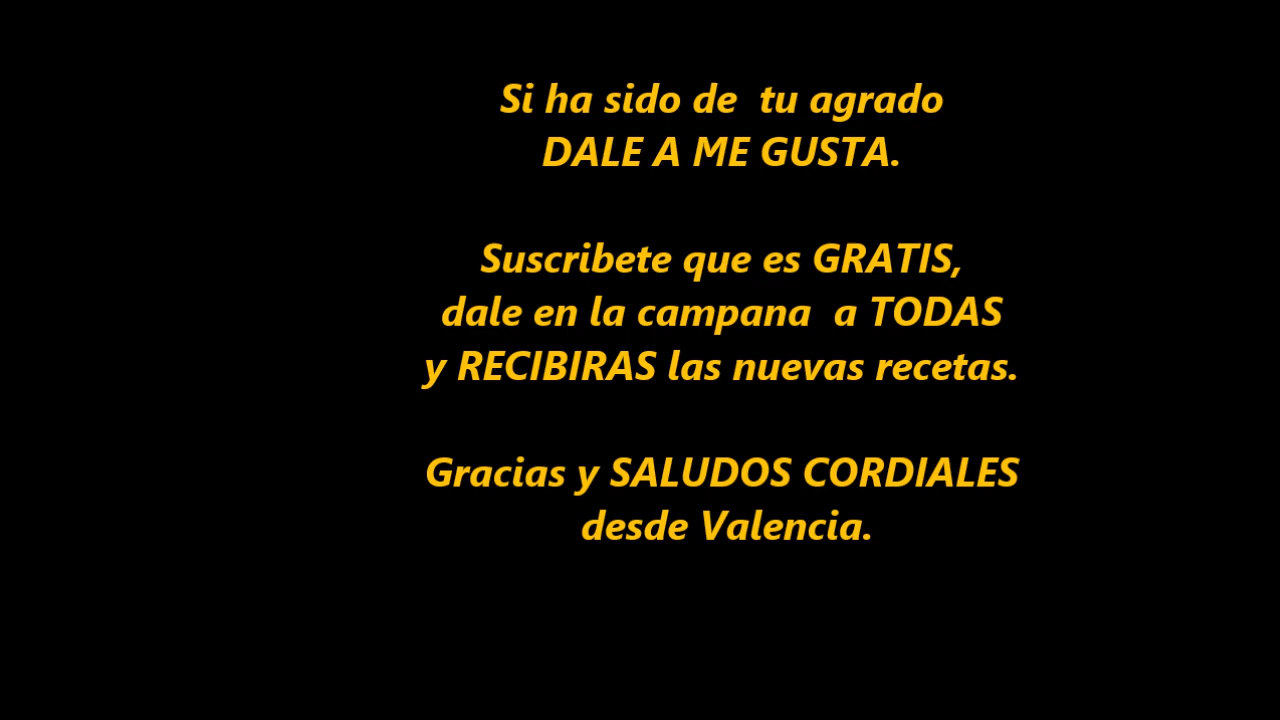 Si ha sido de  tu agrado
DALE A ME GUSTA.
Suscribete que es GRATIS,
dale en la campana  a TODAS
y RECIBIRAS las nuevas recetas.
Gracias y SALUDOS CORDIALES
desde Valencia.